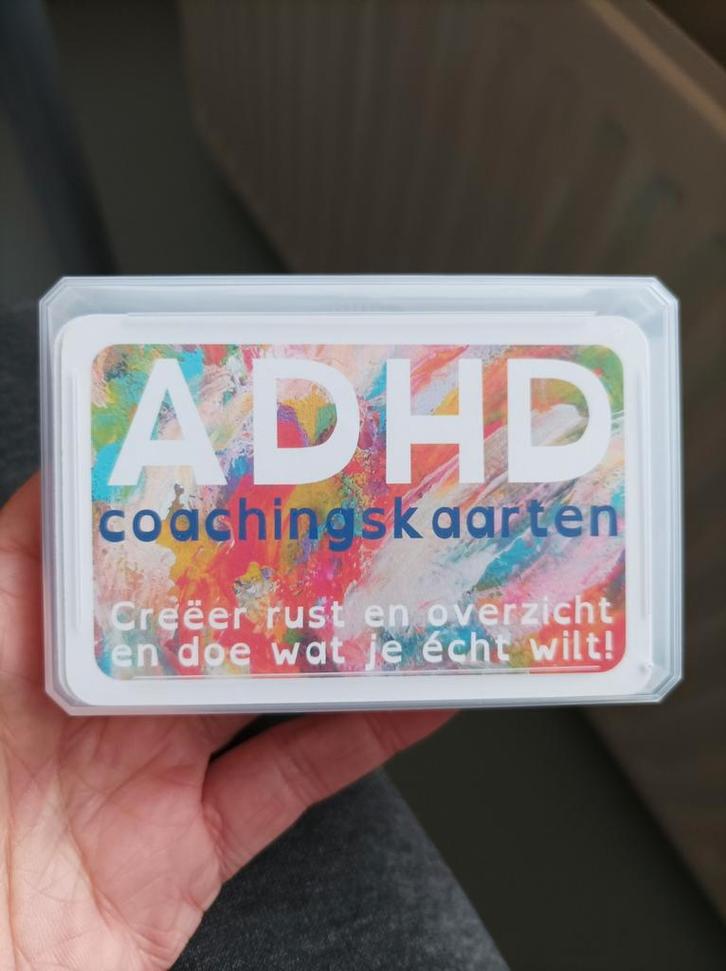 ADHD
coachingskaarten
Creëer rust en overzicht
en doe wat je écht wilt!